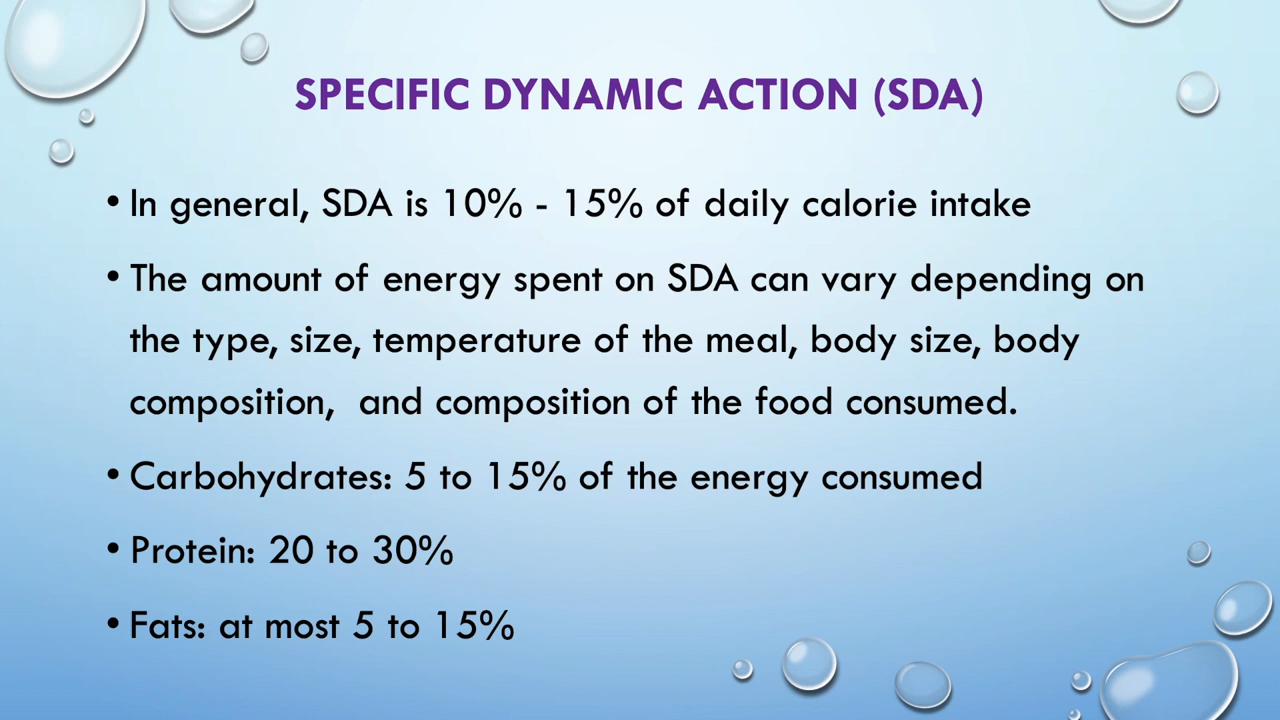 SPECIFIC DYNAMIC ACTION (SDA)
• In general, SDA is 10% - 15% of daily calorie intake
• The amount of energy spent on SDA can vary depending on
the type, size, temperature of the meal, body size, body
composition,  and composition of the food consumed.
• Carbohydrates: 5 to 15% of the energy consumed
• Protein: 20 to 30%
• Fats: at most 5 to 15%